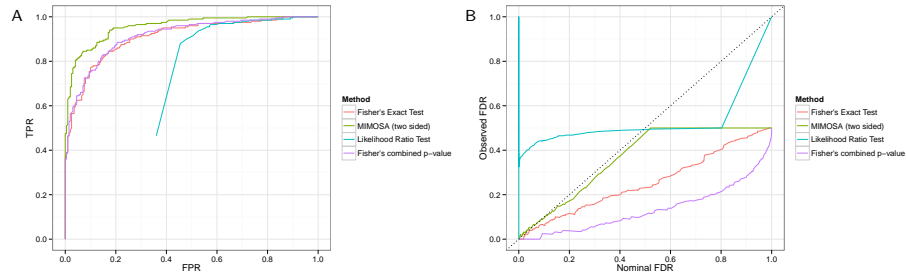 A
1.0
0.8
0.6
0.4
0.2
0.0
TPR
0.0
0.2
0.4
0.6
0.8
1.0
FPR
Method
Fisher's Exact Test
MIMOSA (two sided)
Likelihood Ratio Test
Fisher's combined p−value
B
1.0
0.8
0.6
0.4
0.2
0.0
Observed FDR
0.0
0.2
0.4
0.6
0.8
1.0
Nominal FDR
Method
Fisher's Exact Test
MIMOSA (two sided)
Likelihood Ratio Test
Fisher's combined p−value